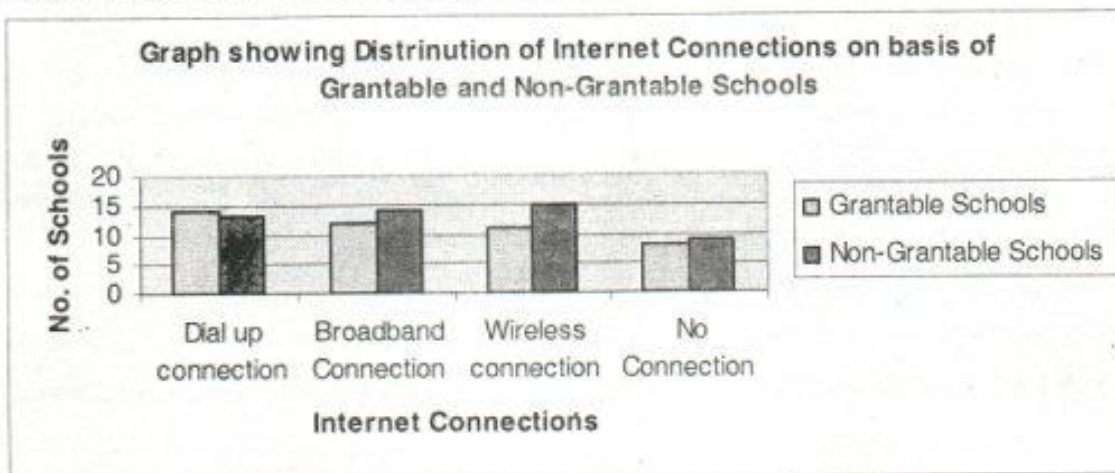 Graph showing Distrinution of Internet Connections on basis of
Grantable and Non-Grantable Schools
No. of Schools
20
15
10
5
0
Dial up
connection
Broadband
Connection
Wireless
connection
No
Connection
Internet Connections
Grantable Schools
Non-Grantable Schools